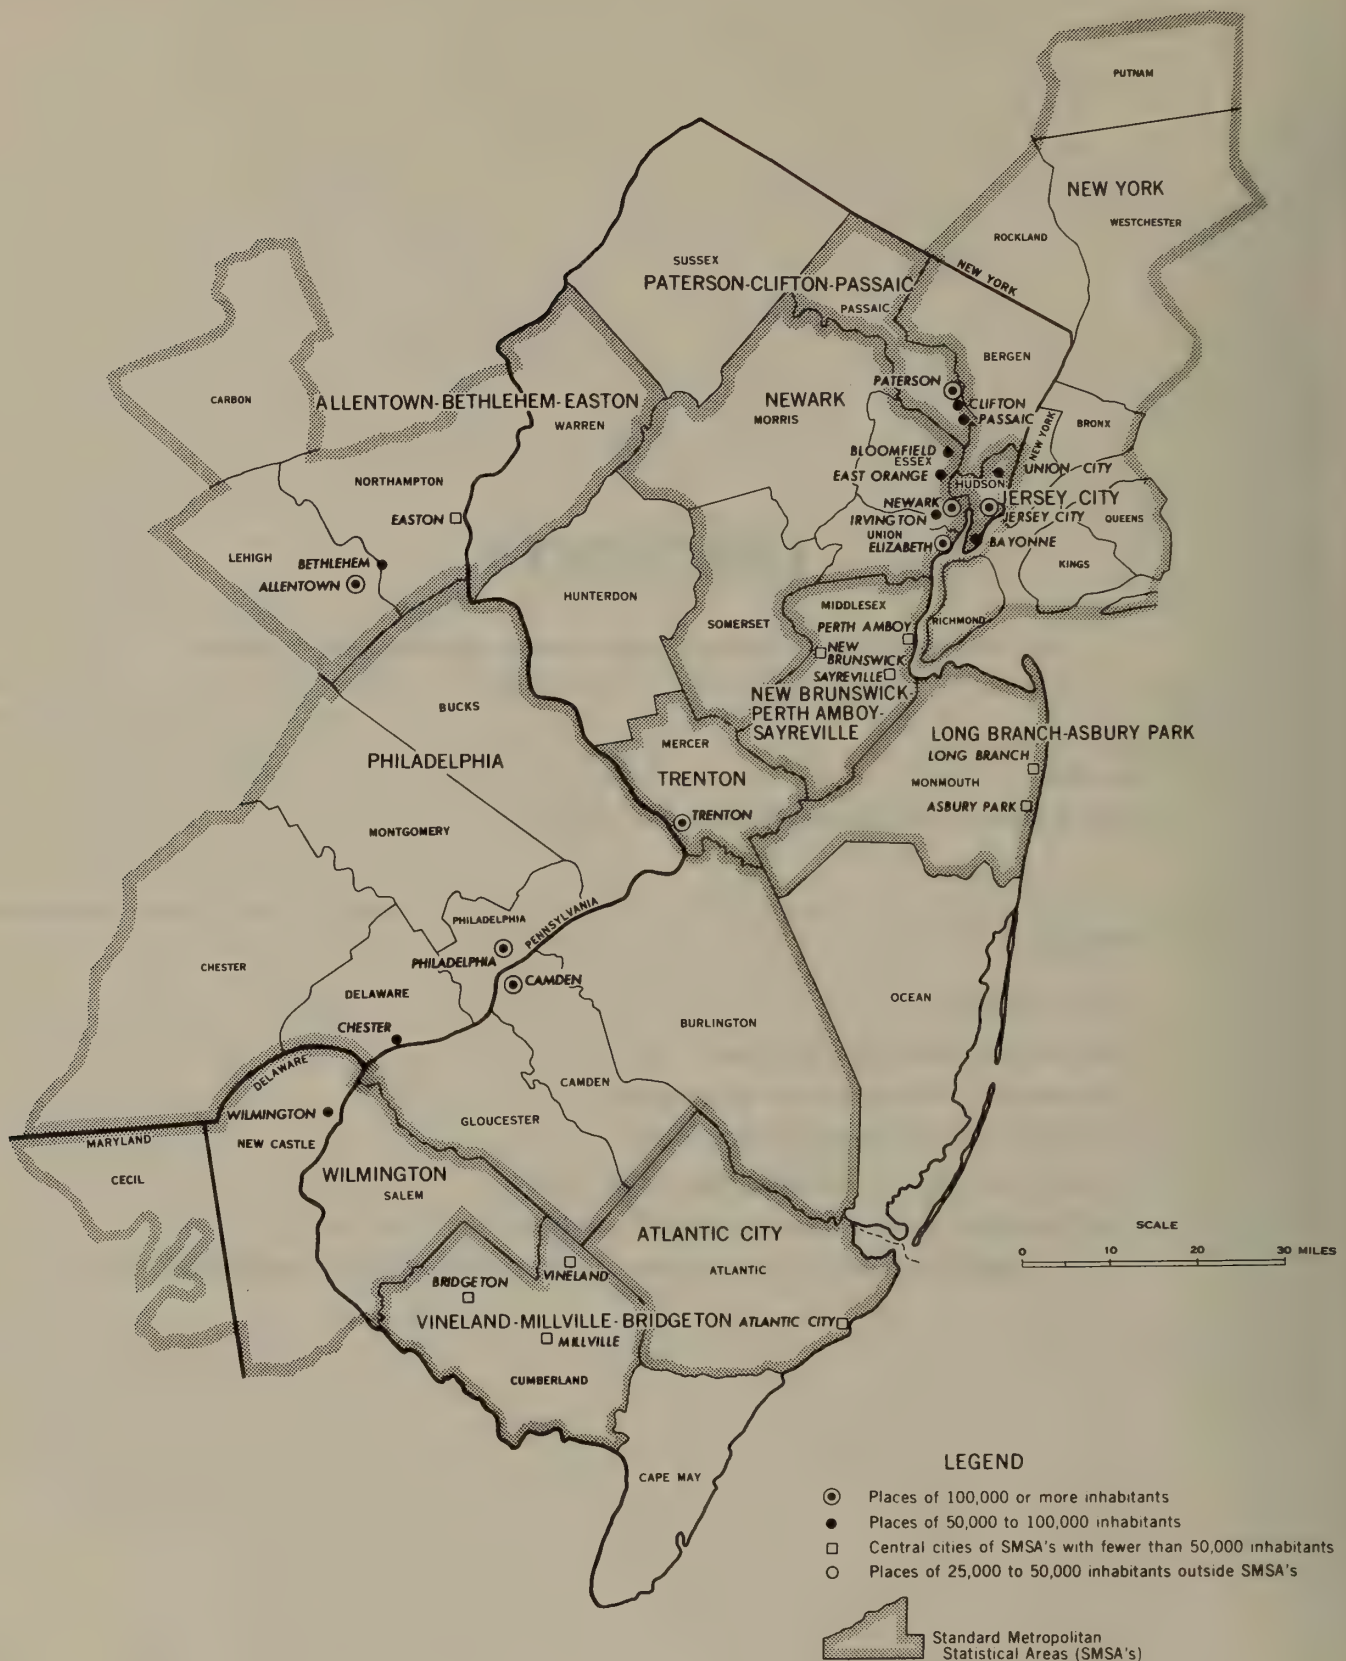 PUTNAM
NEW YORK
WESTCHESTER
ROCKLAND
SUSSEX
NEW YORK
PATERSON-CLIFTON-PASSAIC
PASSAIC
BERGEN
PATERSON
CLIFTON
PASSAIC
CARBON
ALLENTOWN-BETHLEHEM-EASTON
WARREN
NEWARK
MORRIS
NEW YORK
BRONX
BLOOMFIELD
ESSEX
EAST ORANGE
UNION CITY
HUDSON
NORTHAMPTON
JERSEY CITY
NEWARK
JERSEY CITY
QUEENS
EASTON
IRVINGTON
UNION
ELIZABETH
BAYONNE
LEHIGH
BETHLEHEM
KINGS
ALLENTOWN
HUNTERDON
SOMERSET
MIDDLESEX
PERTH AMBOY
RICHMOND
NEW
BRUNSWICK
SAYREVILLE
NEW BRUNSWICK-
PERTH AMBOY-
SAYREVILLE
BUCKS
PHILADELPHIA
MERCER
TRENTON
TRENTON
LONG BRANCH-ASBURY PARK
LONG BRANCH
MONMOUTH
ASBURY PARK
MONTGOMERY
PHILADELPHIA
PENNSYLVANIA
PHILADELPHIA
CAMDEN
CHESTER
DELAWARE
OCEAN
CHESTER
BURLINGTON
DELAWARE
CAMDEN
WILMINGTON
GLOUCESTER
MARYLAND
NEW CASTLE
CECIL
WILMINGTON
SALEM
ATLANTIC CITY
ATLANTIC
SCALE
0 10 20 30 MILES
BRIDGETON
VINELAND
VINELAND-MILLVILLE-BRIDGETON
ATLANTIC CITY
MILLVILLE
CUMBERLAND
CAPE MAY
LEGEND
Places of 100,000 or more inhabitants
Places of 50,000 to 100,000 inhabitants
Central cities of SMSA's with fewer than 50,000 inhabitants
Places of 25,000 to 50,000 inhabitants outside SMSA's
Standard Metropolitan
Statistical Areas (SMSA's)